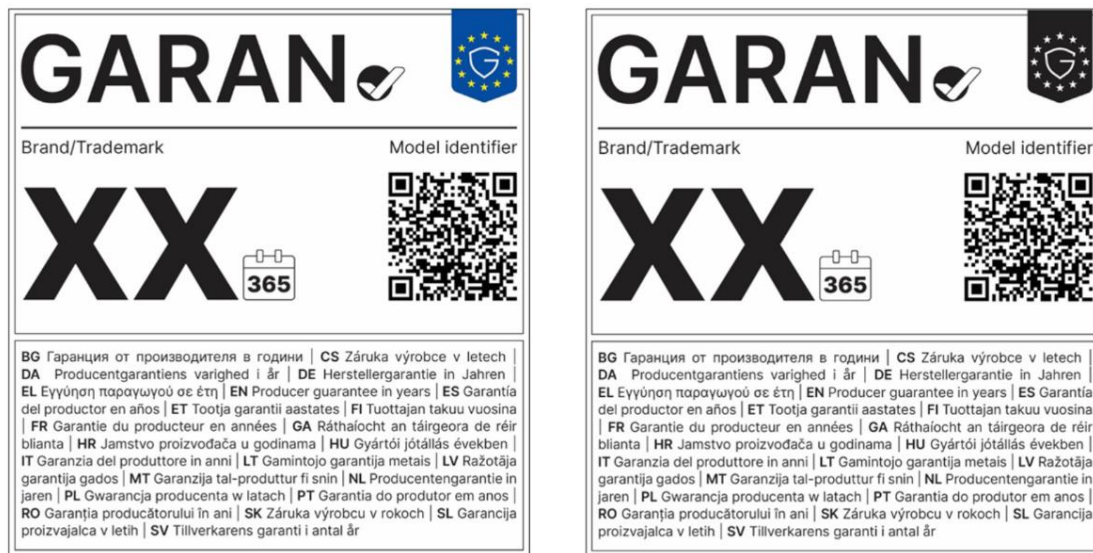 GARAN
Brand/Trademark Model identifier
XX
365
BG Гаранция от производителя в години | CS Záruka výrobce v letech |
DA Producentgarantiens varighed i år | DE Herstellergarantie in Jahren |
EL Εγγύηση παραγωγού σε έτη | EN Producer guarantee in years | ES Garantía
del productor en años | ET Tootja garantii aastates | FI Tuottajan takuu vuosina
| FR Garantie du producteur en années | GA Ráthaíocht an táirgeora de réir
blianta | HR Jamstvo proizvođača u godinama | HU Gyártói jótállás években |
IT Garanzia del produttore in anni | LT Gamintojo garantija metais | LV Ražotāja
garantija gados | MT Garanzija tal-produttur fi snin | NL Producentengarantie in
jaren | PL Gwarancja producenta w latach | PT Garantia do produtor em anos |
RO Garanția producătorului în ani | SK Záruka výrobcu v rokoch | SL Garancija
proizvajalca v letih | SV Tillverkarens garanti i antal år
GARAN
Brand/Trademark Model identifier
XX
365
BG Гаранция от производителя в години | CS Záruka výrobce v letech |
DA Producentgarantiens varighed i år | DE Herstellergarantie in Jahren |
EL Εγγύηση παραγωγού σε έτη | EN Producer guarantee in years | ES Garantía
del productor en años | ET Tootja garantii aastates | FI Tuottajan takuu vuosina
| FR Garantie du producteur en années | GA Ráthaíocht an táirgeora de réir
blianta | HR Jamstvo proizvođača u godinama | HU Gyártói jótállás években |
IT Garanzia del produttore in anni | LT Gamintojo garantija metais | LV Ražotāja
garantija gados | MT Garanzija tal-produttur fi snin | NL Producentengarantie in
jaren | PL Gwarancja producenta w latach | PT Garantia do produtor em anos |
RO Garanția producătorului în ani | SK Záruka výrobcu v rokoch | SL Garancija
proizvajalca v letih | SV Tillverkarens garanti i antal år